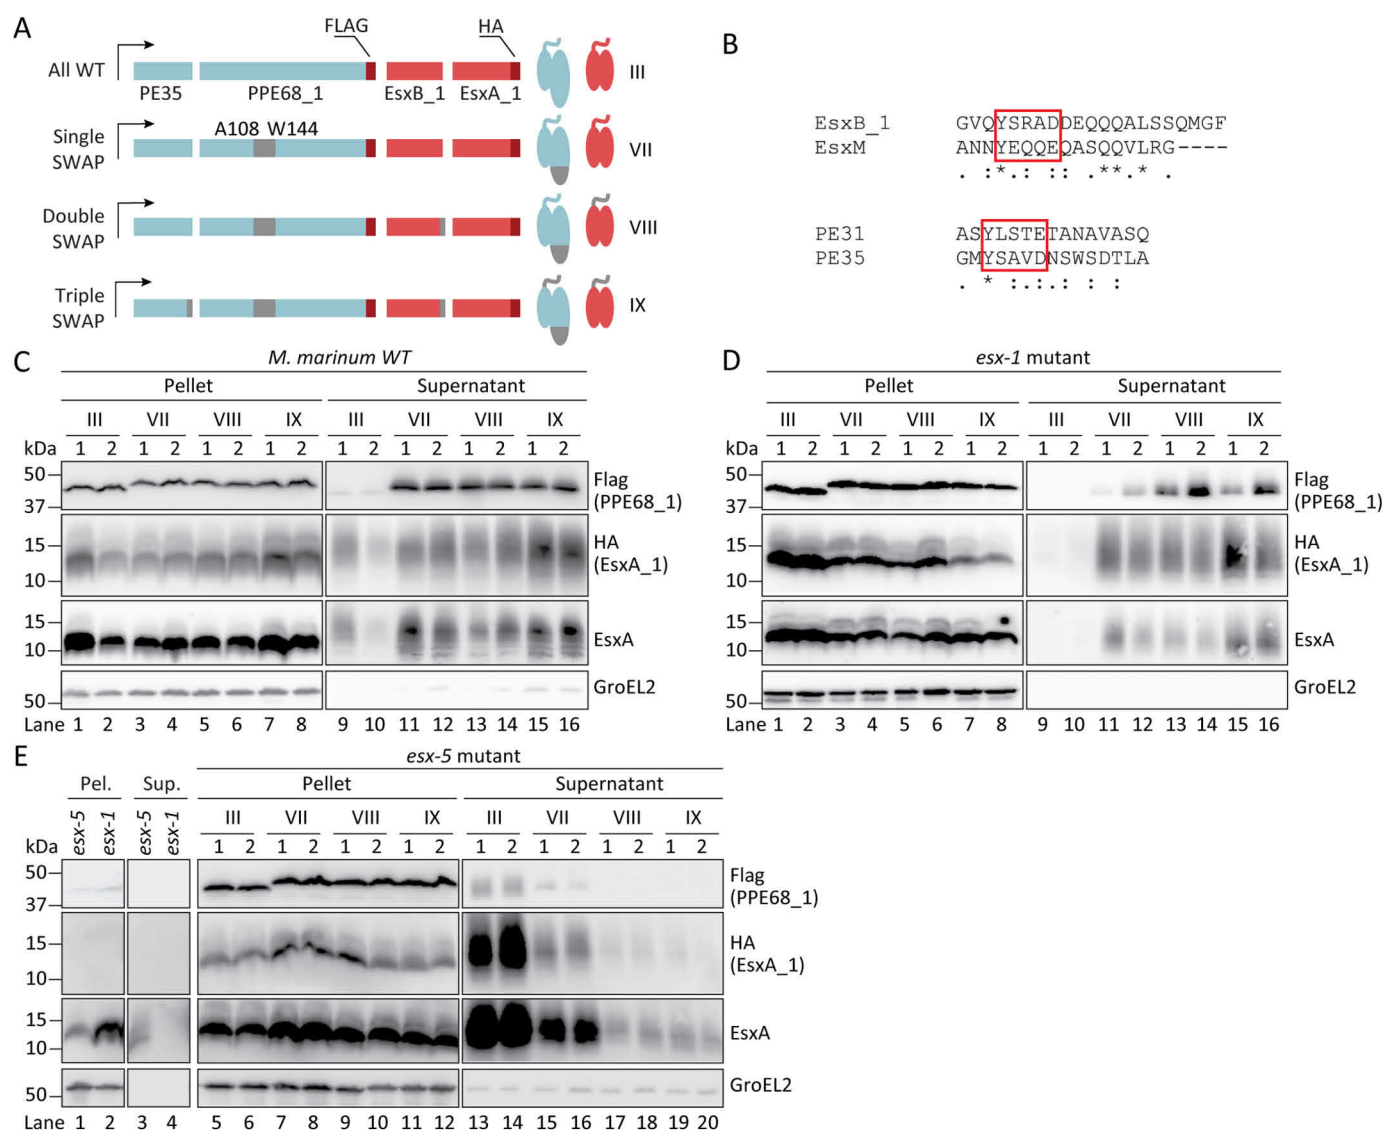 A
FLAG HA
All WT
PE35 PPE68_1 EsxB_1 EsxA_1 III
Single
SWAP
A108 W144
VII
Double
SWAP
VIII
Triple
SWAP
IX
B
EsxB_1 GVQYSRADDEQQQALSSQMGF
EsxM ANNYEQQEQASQQVLRG----
. :*.: :: . **.* .
PE31 ASYLSTETANAVASQ
PE35 GMYSAVDNSWSDTLA
. * :.:.: : :
C
M. marinum WT
Pellet Supernatant
III VII VIII IX III VII VIII IX
kDa 1 2 1 2 1 2 1 2 1 2 1 2 1 2 1 2
50
37
Flag
(PPE68_1)
15
10
HA
(EsxA_1)
15
10
EsxA
50
GroEL2
Lane 1 2 3 4 5 6 7 8 9 10 11 12 13 14 15 16
D
esx-1 mutant
Pellet Supernatant
III VII VIII IX III VII VIII IX
kDa 1 2 1 2 1 2 1 2 1 2 1 2 1 2 1 2
50
37
Flag
(PPE68_1)
15
10
HA
(EsxA_1)
15
10
EsxA
50
GroEL2
Lane 1 2 3 4 5 6 7 8 9 10 11 12 13 14 15 16
E
esx-5 mutant
Pel. Sup. Pellet Supernatant
esx-5 esx-1 esx-5 esx-1
III VII VIII IX III VII VIII IX
kDa 1 2 1 2 1 2 1 2 1 2 1 2 1 2 1 2
50
37
Flag
(PPE68_1)
15
10
HA
(EsxA_1)
15
10
EsxA
50
GroEL2
Lane 1 2 3 4 5 6 7 8 9 10 11 12 13 14 15 16 17 18 19 20